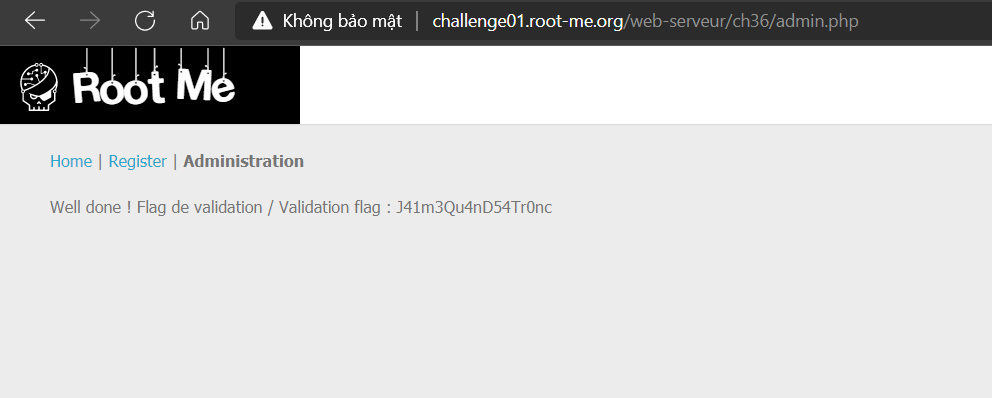 Không bảo mật | challenge01.root-me.org/web-serveur/ch36/admin.php
Root Me
Home | Register | Administration
Well done ! Flag de validation / Validation flag : J41m3Qu4nD54Tr0nc